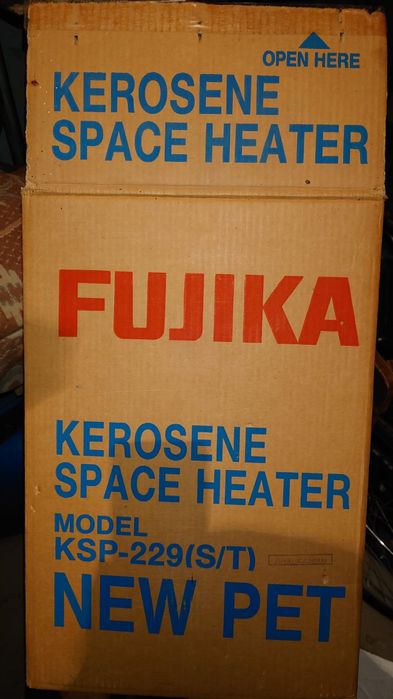 OPEN HERE
KEROSENE
SPACE HEATER
FUJIKA
KEROSENE
SPACE HEATER
MODEL
KSP-229(S/T)
NEW PET